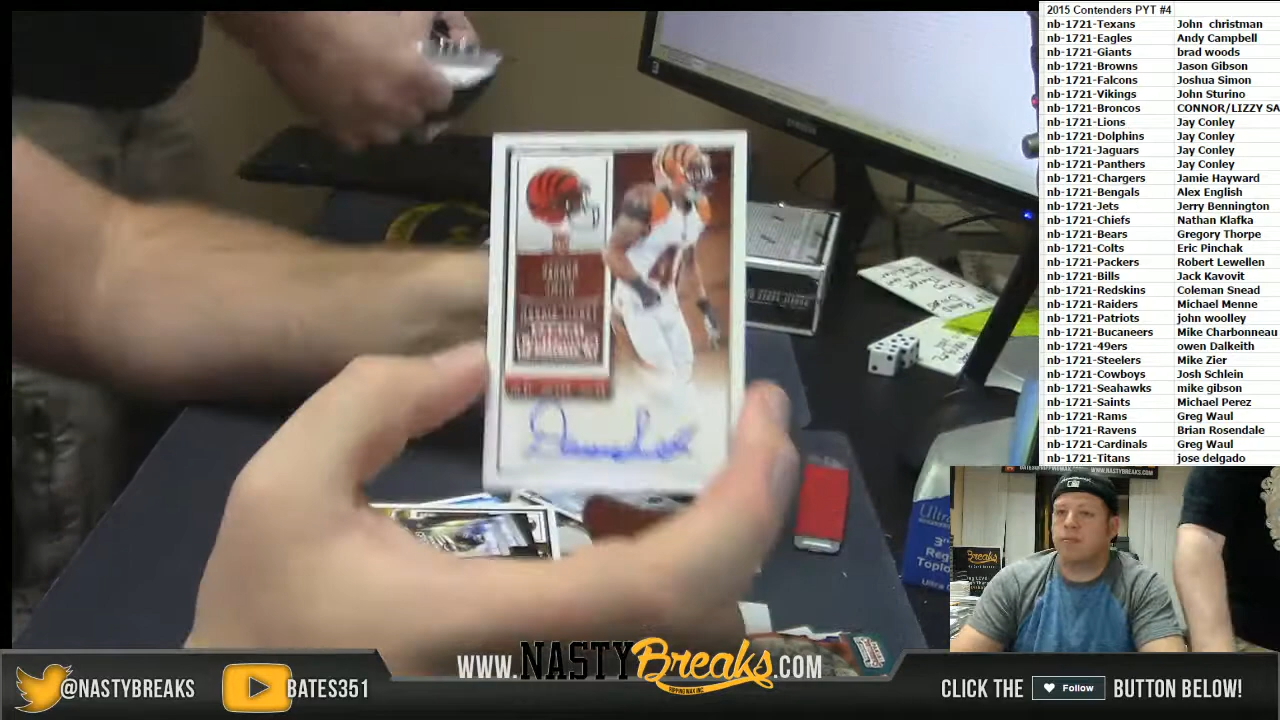 2015 Contenders PYT #4
nb-1721-Texans John christman
nb-1721-Eagles Andy Campbell
nb-1721-Giants brad woods
nb-1721-Browns Jason Gibson
nb-1721-Falcons Joshua Simon
nb-1721-Vikings John Sturino
nb-1721-Broncos CONNOR/LIZZY SA
nb-1721-Lions Jay Conley
nb-1721-Dolphins Jay Conley
nb-1721-Jaguars Jay Conley
nb-1721-Panthers Jay Conley
nb-1721-Chargers Jamie Hayward
nb-1721-Bengals Alex English
nb-1721-Jets Jerry Bennington
nb-1721-Chiefs Nathan Klafka
nb-1721-Bears Gregory Thorpe
nb-1721-Colts Eric Pinchak
nb-1721-Packers Robert Lewellen
nb-1721-Bills Jack Kavovit
nb-1721-Redskins Coleman Snead
nb-1721-Raiders Michael Menne
nb-1721-Patriots john woolley
nb-1721-Bucaneers Mike Charbonneau
nb-1721-49ers owen Dalkeith
nb-1721-Steelers Mike Zier
nb-1721-Cowboys Josh Schlein
nb-1721-Seahawks mike gibson
nb-1721-Saints Michael Perez
nb-1721-Rams Greg Waul
nb-1721-Ravens Brian Rosendale
nb-1721-Cardinals Greg Waul
nb-1721-Titans jose delgado
Ultra
3"
Reg
Toplo
Breaks
@NASTYBREAKS
BATES351
WWW.NASTYBreaks.COM
CLICK THE Follow BUTTON BELOW!